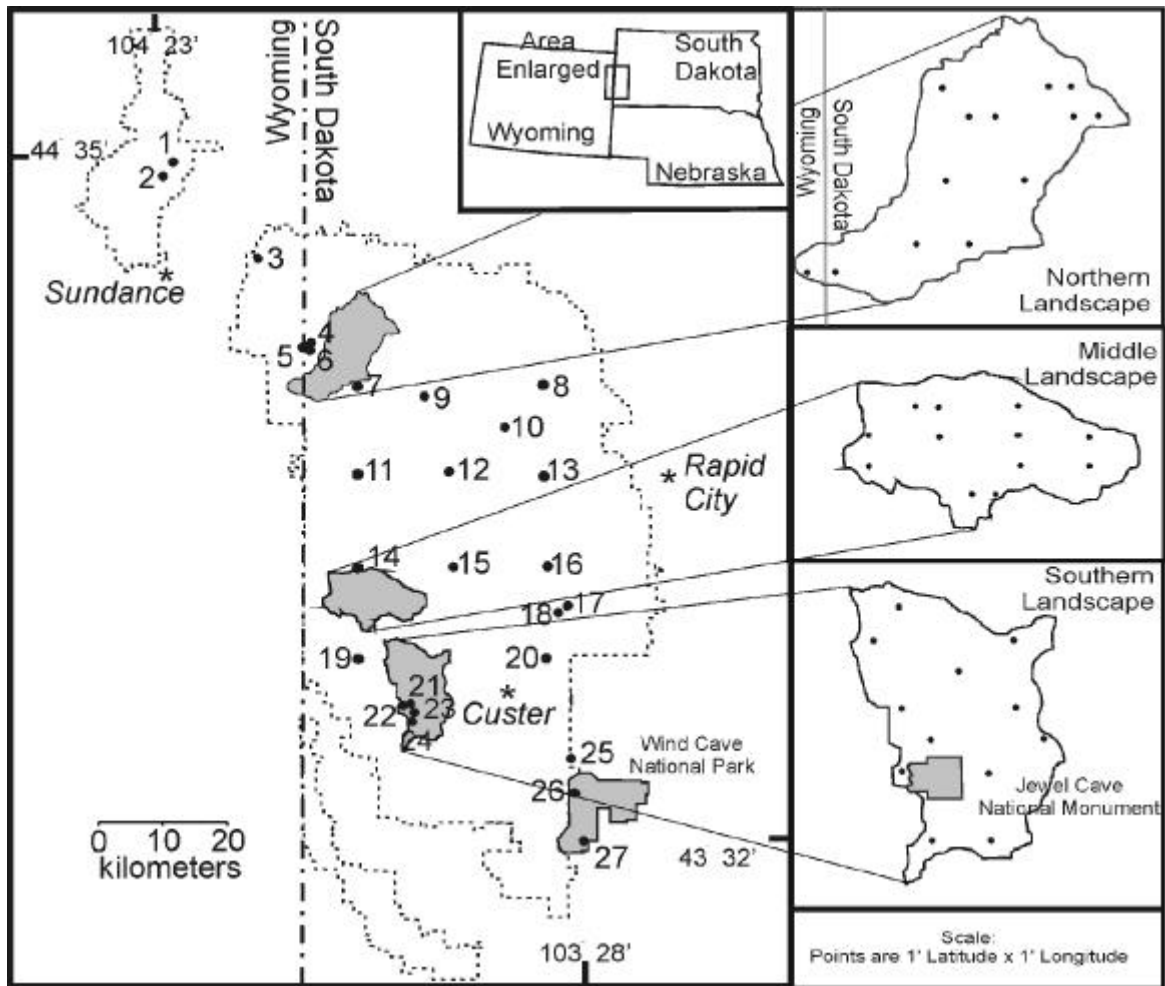 104° 23'
South Dakota
Wyoming
44° 35'
1
2
3
Sundance
*
4
5
6
7
8
9
10
11
12
13
* Rapid
City
14
15
16
17
18
19
20
21
22
23
24
*
Custer
25
26
27
Wind Cave
National Park
0 10 20
kilometers
43° 32'
103° 28'
Area
Enlarged
South
Dakota
Wyoming
Nebraska
South Dakota
Wyoming
Northern
Landscape
Middle
Landscape
Southern
Landscape
Jewel Cave
National Monument
Scale:
Points are 1' Latitude x 1' Longitude